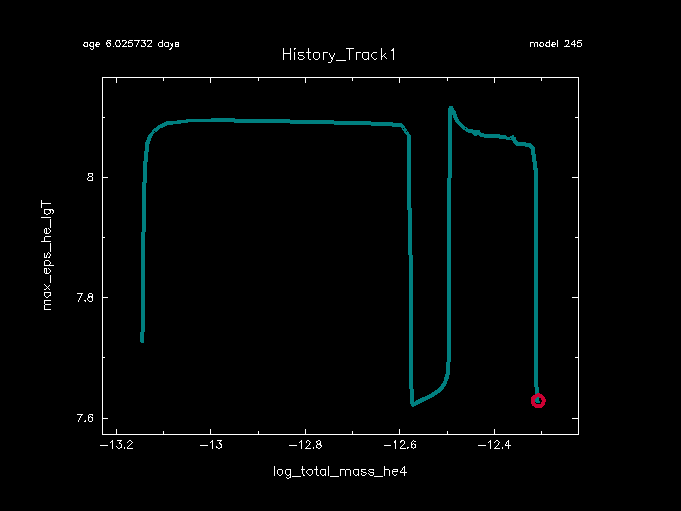 age 6.025732 days
model 245
History_Track1
8
7.8
7.6
max_eps_he_lgT
-13.2
-13
-12.8
-12.6
-12.4
log_total_mass_he4